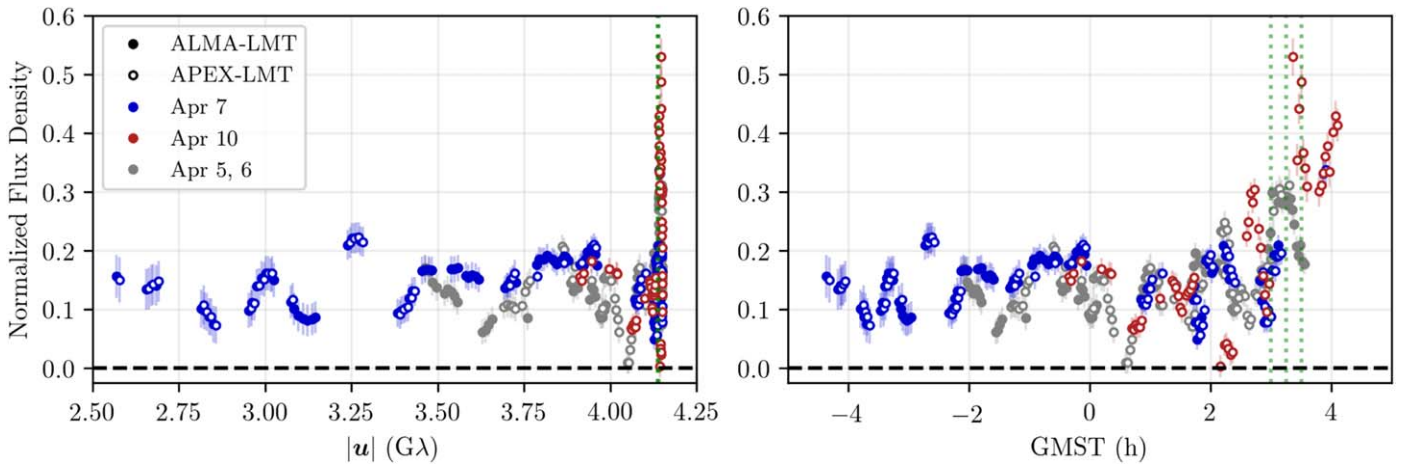 Normalized Flux Density
0.6
0.5
0.4
0.3
0.2
0.1
0.0
ALMA-LMT
APEX-LMT
Apr 7
Apr 10
Apr 5, 6
2.50 2.75 3.00 3.25 3.50 3.75 4.00 4.25
|u| (Gλ)
0.6
0.5
0.4
0.3
0.2
0.1
0.0
−4 −2 0 2 4
GMST (h)